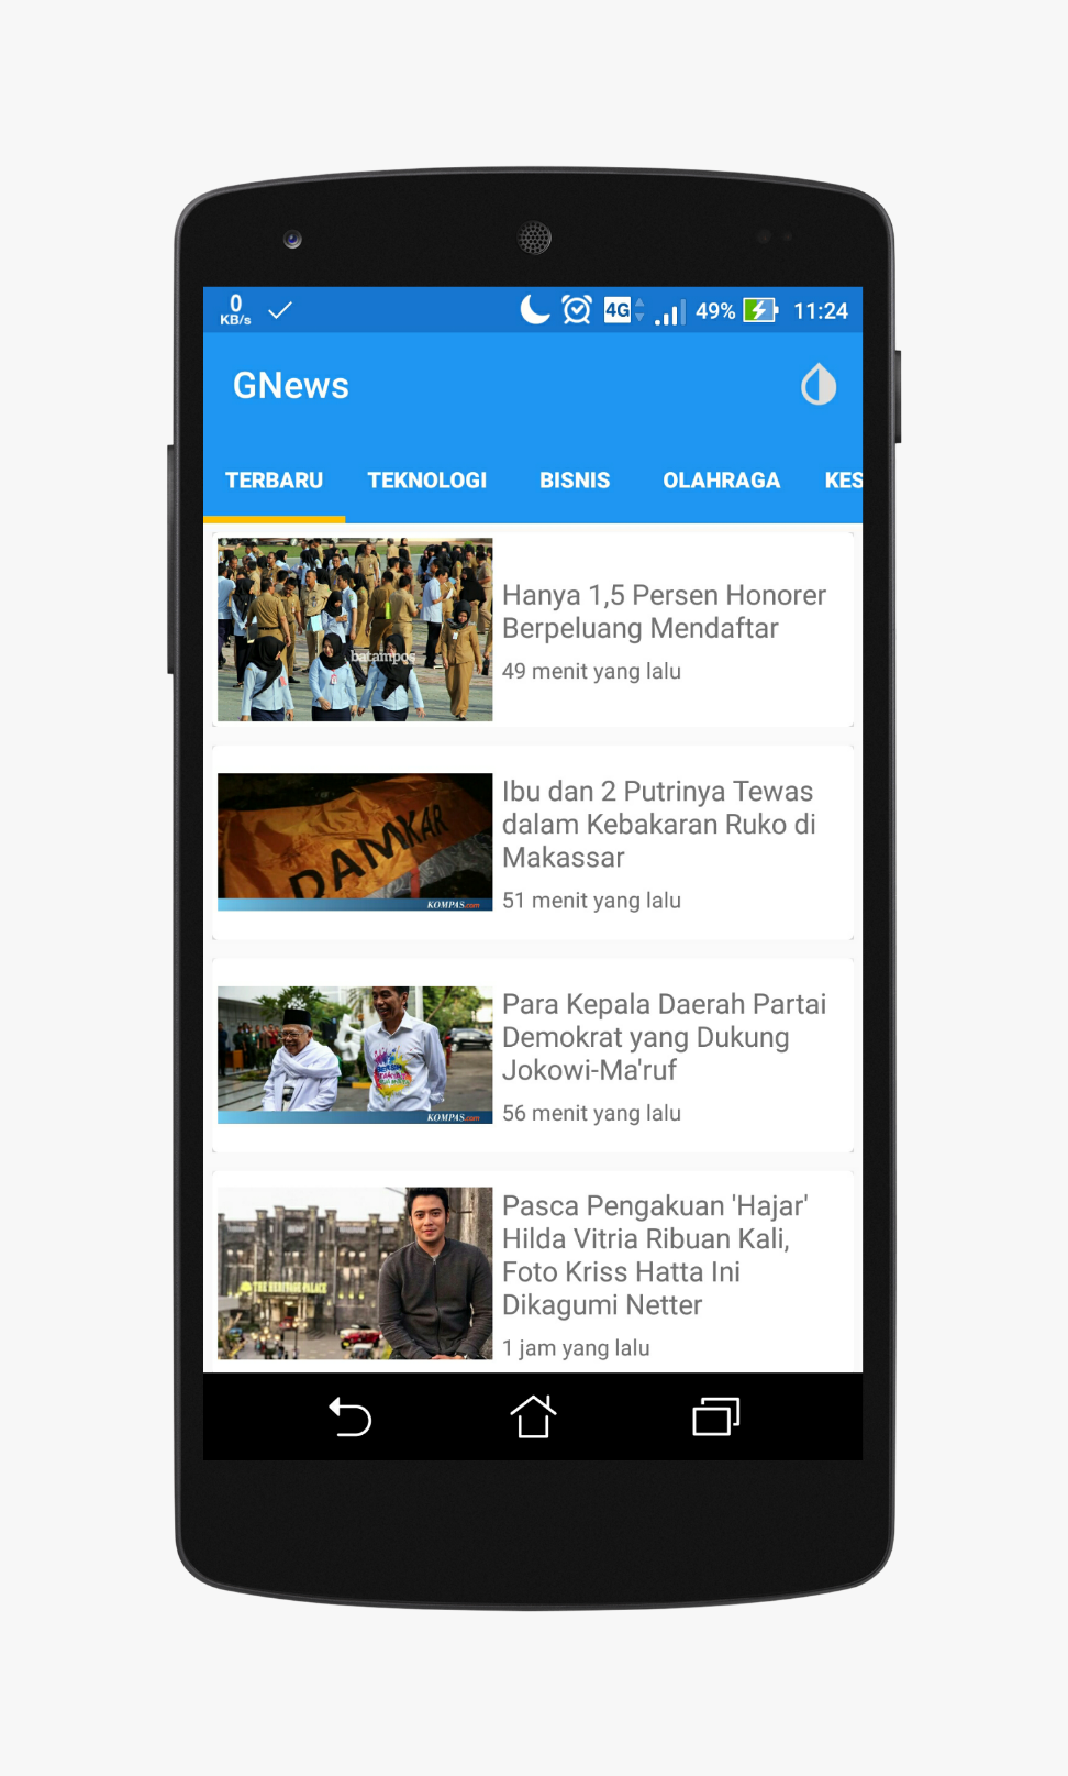 0
KB/s
4G
49%
11:24
GNews
TERBARU
TEKNOLOGI
BISNIS
OLAHRAGA
KES
batampos
Hanya 1,5 Persen Honorer
Berpeluang Mendaftar
49 menit yang lalu
DAMKAR
KOMPAS.com
Ibu dan 2 Putrinya Tewas
dalam Kebakaran Ruko di
Makassar
51 menit yang lalu
KOMPAS.com
Para Kepala Daerah Partai
Demokrat yang Dukung
Jokowi-Ma'ruf
56 menit yang lalu
THE HERITAGE PALACE
Pasca Pengakuan 'Hajar'
Hilda Vitria Ribuan Kali,
Foto Kriss Hatta Ini
Dikagumi Netter
1 jam yang lalu